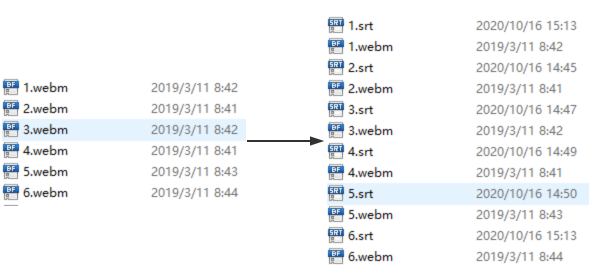 1.webm 2019/3/11 8:42
2.webm 2019/3/11 8:41
3.webm 2019/3/11 8:42
4.webm 2019/3/11 8:41
5.webm 2019/3/11 8:43
6.webm 2019/3/11 8:44
1.srt 2020/10/16 15:13
1.webm 2019/3/11 8:42
2.srt 2020/10/16 14:45
2.webm 2019/3/11 8:41
3.srt 2020/10/16 14:47
3.webm 2019/3/11 8:42
4.srt 2020/10/16 14:49
4.webm 2019/3/11 8:41
5.srt 2020/10/16 14:50
5.webm 2019/3/11 8:43
6.srt 2020/10/16 15:13
6.webm 2019/3/11 8:44